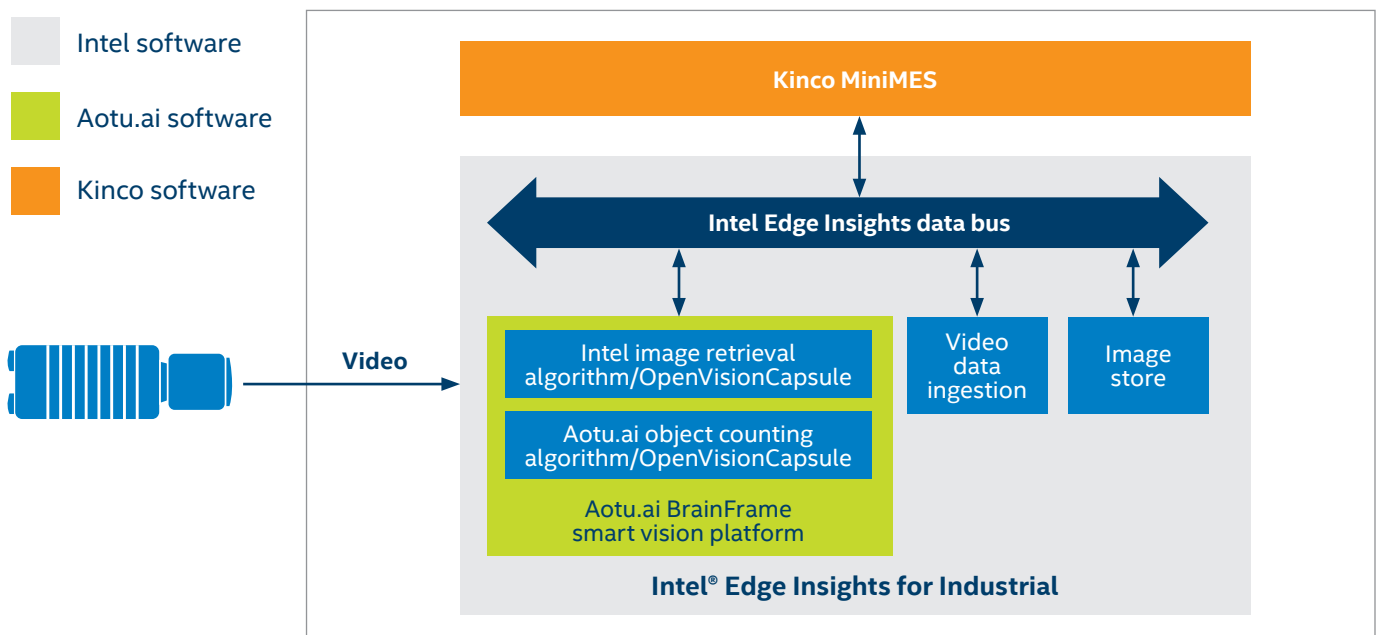 Intel software
Aotu.ai software
Kinco software
Kinco MiniMES
Intel Edge Insights data bus
Video
Intel image retrieval
algorithm/OpenVisionCapsule
Aotu.ai object counting
algorithm/OpenVisionCapsule
Aotu.ai BrainFrame
smart vision platform
Video
data
ingestion
Image
store
Intel® Edge Insights for Industrial